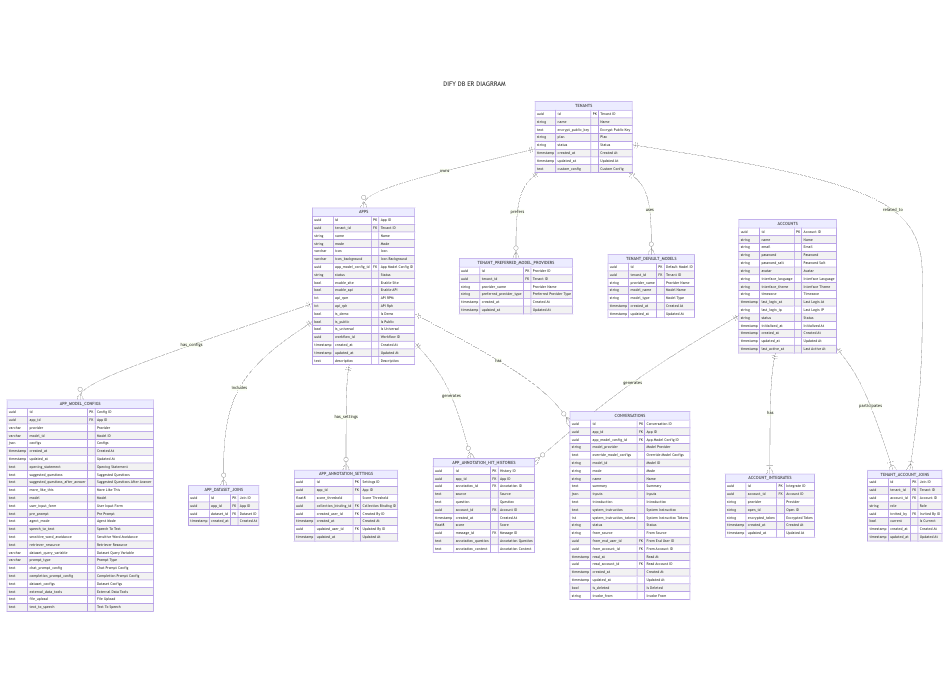 DIFY DB ER DIAGRRAM
TENANTS
uuid id PK Tenant ID
string name Name
text encrypt_public_key Encrypt Public Key
string plan Plan
string status Status
timestamp created_at Created At
timestamp updated_at Updated At
text custom_config Custom Config
owns
prefers
uses
related_to
APPS
uuid id PK App ID
uuid tenant_id FK Tenant ID
string name Name
string mode Mode
varchar icon Icon
varchar icon_background Icon Background
uuid app_model_config_id FK App Model Config ID
string status Status
bool enable_site Enable Site
bool enable_api Enable API
int api_rpm API RPM
int api_rph API Rph
bool is_demo Is Demo
bool is_public Is Public
bool is_universal Is Universal
uuid workflow_id Workflow ID
timestamp created_at Created At
timestamp updated_at Updated At
text description Description
TENANT_PREFERRED_MODEL_PROVIDERS
uuid id PK Provider ID
uuid tenant_id FK Tenant ID
string provider_name Provider Name
string preferred_provider_type Preferred Provider Type
timestamp created_at Created At
timestamp updated_at Updated At
TENANT_DEFAULT_MODELS
uuid id PK Default Model ID
uuid tenant_id FK Tenant ID
string provider_name Provider Name
string model_name Model Name
string model_type Model Type
timestamp created_at Created At
timestamp updated_at Updated At
ACCOUNTS
uuid id PK Account ID
string name Name
string email Email
string password Password
string password_salt Password Salt
string avatar Avatar
string interface_language Interface Language
string interface_theme Interface Theme
string timezone Timezone
timestamp last_login_at Last Login At
string last_login_ip Last Login IP
string status Status
timestamp initialized_at Initialized At
timestamp created_at Created At
timestamp updated_at Updated At
timestamp last_active_at Last Active At
has_configs
includes
has_settings
generates
has
generates
has
participates
APP_MODEL_CONFIGS
uuid id PK Config ID
uuid app_id FK App ID
varchar provider Provider
varchar model_id Model ID
json configs Configs
timestamp created_at Created At
timestamp updated_at Updated At
text opening_statement Opening Statement
text suggested_questions Suggested Questions
text suggested_questions_after_answer Suggested Questions After Answer
text more_like_this More Like This
text model Model
text user_input_form User Input Form
text pre_prompt Pre Prompt
text agent_mode Agent Mode
text speech_to_text Speech To Text
text sensitive_word_avoidance Sensitive Word Avoidance
text retriever_resource Retriever Resource
varchar dataset_query_variable Dataset Query Variable
varchar prompt_type Prompt Type
text chat_prompt_config Chat Prompt Config
text completion_prompt_config Completion Prompt Config
text dataset_configs Dataset Configs
text external_data_tools External Data Tools
text file_upload File Upload
text text_to_speech Text To Speech
APP_DATASET_JOINS
uuid id PK Join ID
uuid app_id FK App ID
uuid dataset_id FK Dataset ID
timestamp created_at Created At
APP_ANNOTATION_SETTINGS
uuid id PK Settings ID
uuid app_id FK App ID
float8 score_threshold Score Threshold
uuid collection_binding_id FK Collection Binding ID
uuid created_user_id FK Created By ID
timestamp created_at Created At
uuid updated_user_id FK Updated By ID
timestamp updated_at Updated At
APP_ANNOTATION_HIT_HISTORIES
uuid id PK History ID
uuid app_id FK App ID
uuid annotation_id FK Annotation ID
text source Source
text question Question
uuid account_id FK Account ID
timestamp created_at Created At
float8 score Score
uuid message_id FK Message ID
text annotation_question Annotation Question
text annotation_content Annotation Content
CONVERSATIONS
uuid id PK Conversation ID
uuid app_id FK App ID
uuid app_model_config_id FK App Model Config ID
string model_provider Model Provider
text override_model_configs Override Model Configs
string model_id Model ID
string mode Mode
string name Name
text summary Summary
json inputs Inputs
text introduction Introduction
text system_instruction System Instruction
int system_instruction_tokens System Instruction Tokens
string status Status
string from_source From Source
uuid from_end_user_id FK From End User ID
uuid from_account_id FK From Account ID
timestamp read_at Read At
uuid read_account_id FK Read Account ID
timestamp created_at Created At
timestamp updated_at Updated At
bool is_deleted Is Deleted
string invoke_from Invoke From
ACCOUNT_INTEGRATES
uuid id PK Integrate ID
uuid account_id FK Account ID
string provider Provider
string open_id Open ID
string encrypted_token Encrypted Token
timestamp created_at Created At
timestamp updated_at Updated At
TENANT_ACCOUNT_JOINS
uuid id PK Join ID
uuid tenant_id FK Tenant ID
uuid account_id FK Account ID
string role Role
uuid invited_by FK Invited By ID
bool current Is Current
timestamp created_at Created At
timestamp updated_at Updated At